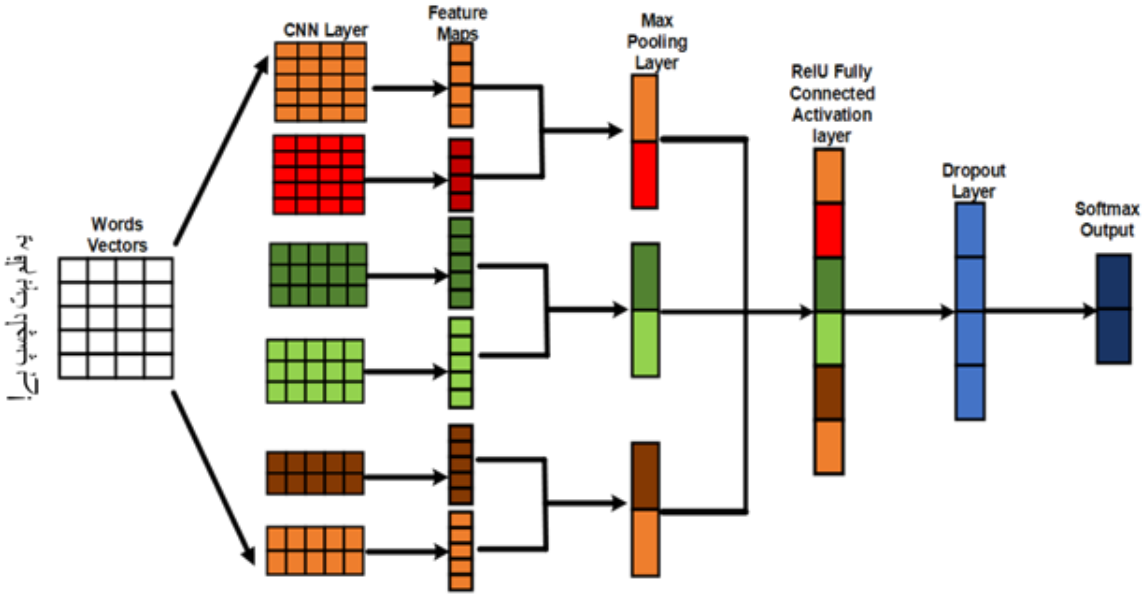 CNN Layer
Feature
Maps
Max
Pooling
Layer
RelU Fully
Connected
Activation
layer
Dropout
Layer
Softmax
Output
Words
Vectors